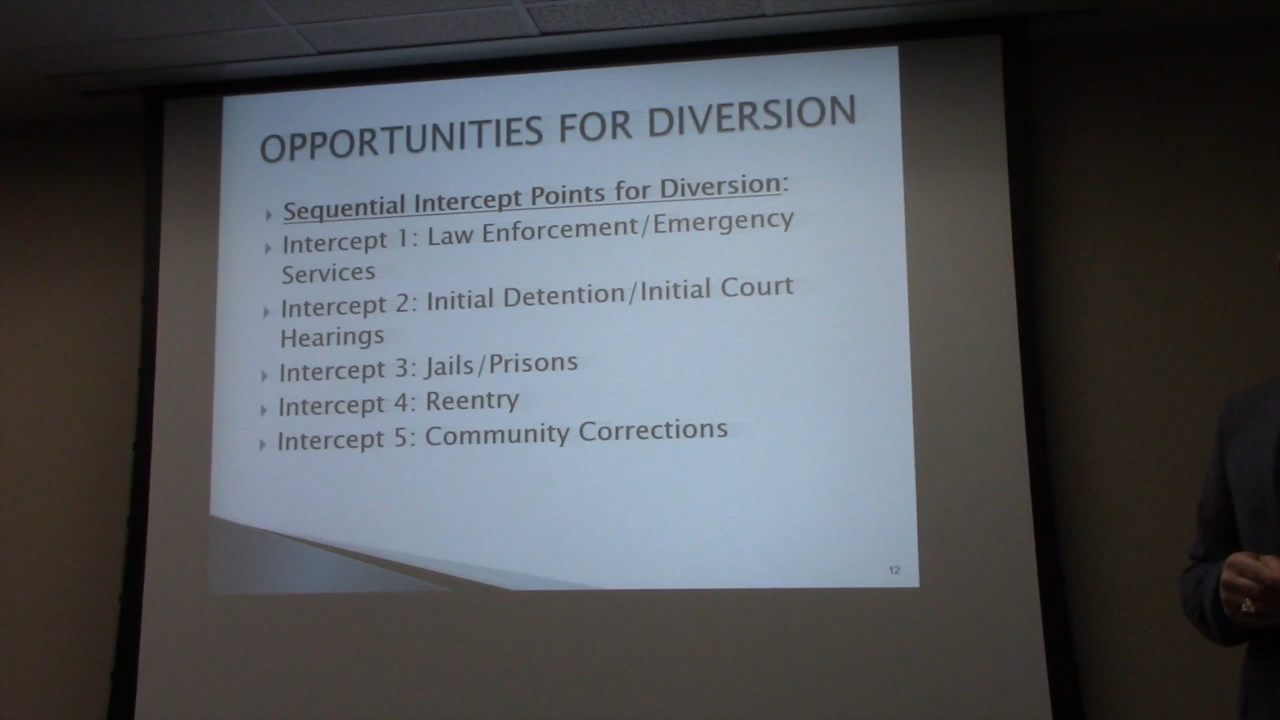 OPPORTUNITIES FOR DIVERSION
Sequential Intercept Points for Diversion:
Intercept 1: Law Enforcement/Emergency
Services
Intercept 2: Initial Detention/Initial Court
Hearings
Intercept 3: Jails/Prisons
Intercept 4: Reentry
Intercept 5: Community Corrections
12